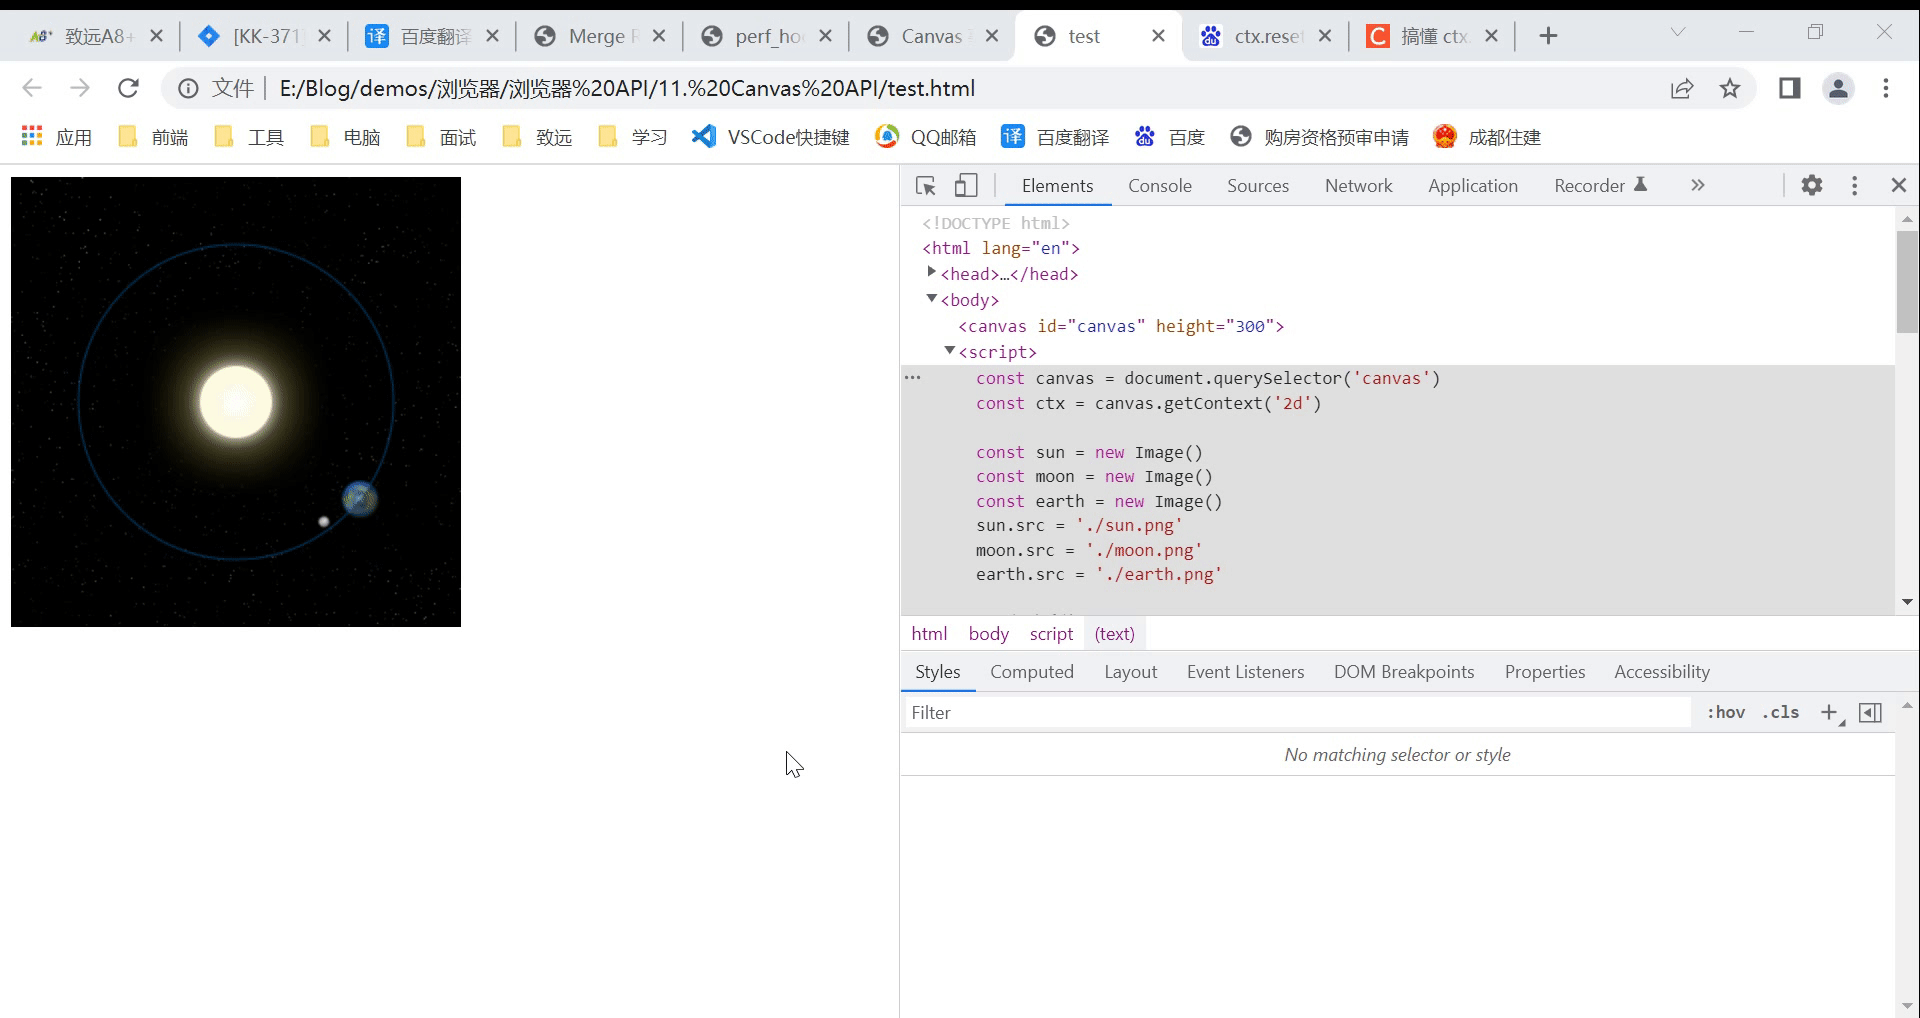 致远A8+
[KK-371
百度翻译
Merge
perf_ho
Canvas
test
ctx.reset
搞懂 ctx.
文件 E:/Blog/demos/浏览器/浏览器%20API/11.%20Canvas%20API/test.html
应用 前端 工具 电脑 面试 致远 学习 VSCode快捷键 QQ邮箱 译 百度翻译 百度 购房资格预审申请 成都住建
Elements Console Sources Network Application Recorder
<!DOCTYPE html>
<html lang="en">
<head>…</head>
<body>
<canvas id="canvas" height="300">
<script>
const canvas = document.querySelector('canvas')
const ctx = canvas.getContext('2d')
const sun = new Image()
const moon = new Image()
const earth = new Image()
sun.src = './sun.png'
moon.src = './moon.png'
earth.src = './earth.png'
html body script (text)
Styles Computed Layout Event Listeners DOM Breakpoints Properties Accessibility
Filter :hov .cls
No matching selector or style